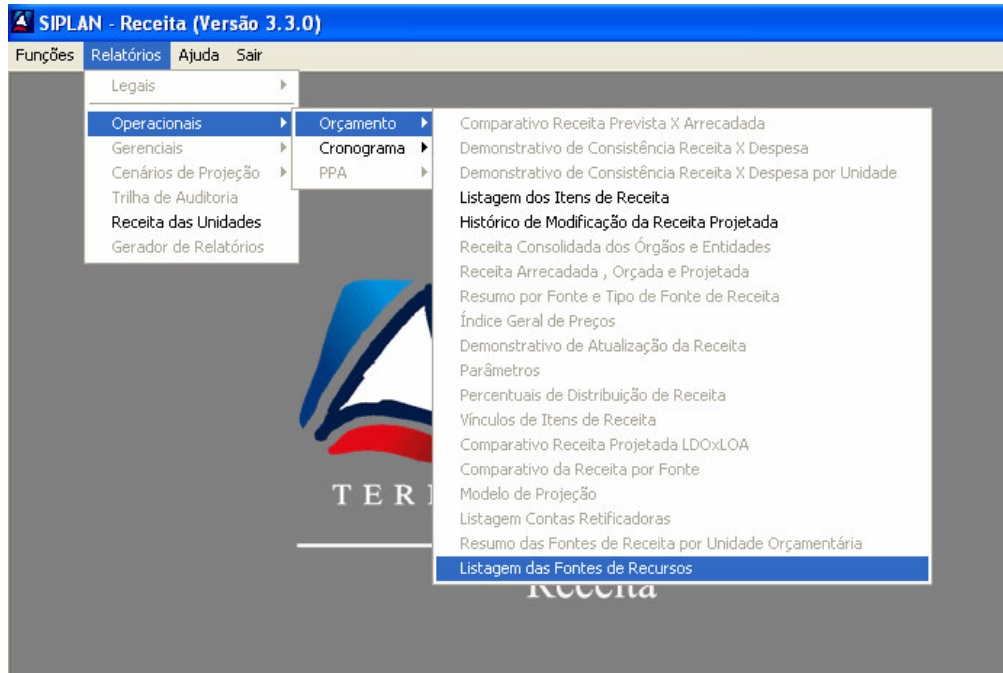 SIPLAN - Receita (Versão 3.3.0)
Funções Relatórios Ajuda Sair
Legais
Operacionais
Gerenciais
Cenários de Projeção
Trilha de Auditoria
Receita das Unidades
Gerador de Relatórios
Orçamento
Cronograma
PPA
Comparativo Receita Prevista X Arrecadada
Demonstrativo de Consistência Receita X Despesa
Demonstrativo de Consistência Receita X Despesa por Unidade
Listagem dos Itens de Receita
Histórico de Modificação da Receita Projetada
Receita Consolidada dos Órgãos e Entidades
Receita Arrecadada , Orçada e Projetada
Resumo por Fonte e Tipo de Fonte de Receita
Índice Geral de Preços
Demonstrativo de Atualização da Receita
Parâmetros
Percentuais de Distribuição de Receita
Vínculos de Itens de Receita
Comparativo Receita Projetada LDOxLOA
Comparativo da Receita por Fonte
Modelo de Projeção
Listagem Contas Retificadoras
Resumo das Fontes de Receita por Unidade Orçamentária
Listagem das Fontes de Recursos
T E R
Receita